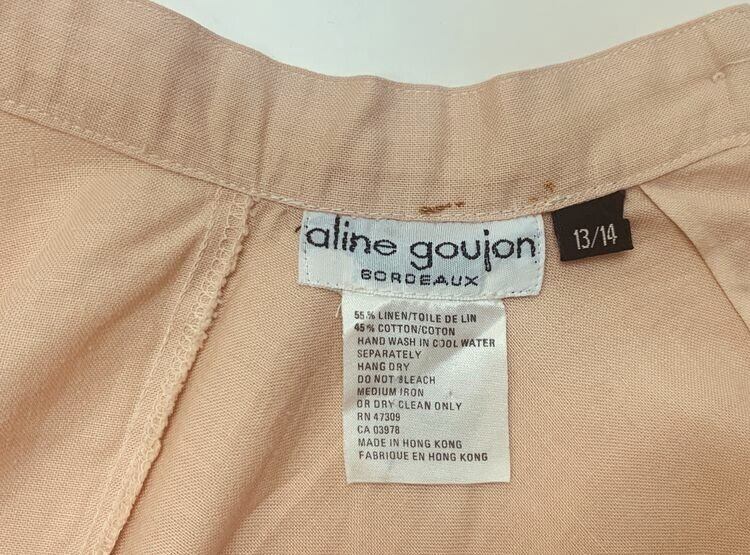 aline goujon
BORDEAUX
13/14
55% LINEN/TOILE DE LIN
45% COTTON/COTON
HAND WASH IN COOL WATER
SEPARATELY
HANG DRY
DO NOT BLEACH
MEDIUM IRON
OR DRY CLEAN ONLY
RN 47309
CA 03978
MADE IN HONG KONG
FABRIQUE EN HONG KONG